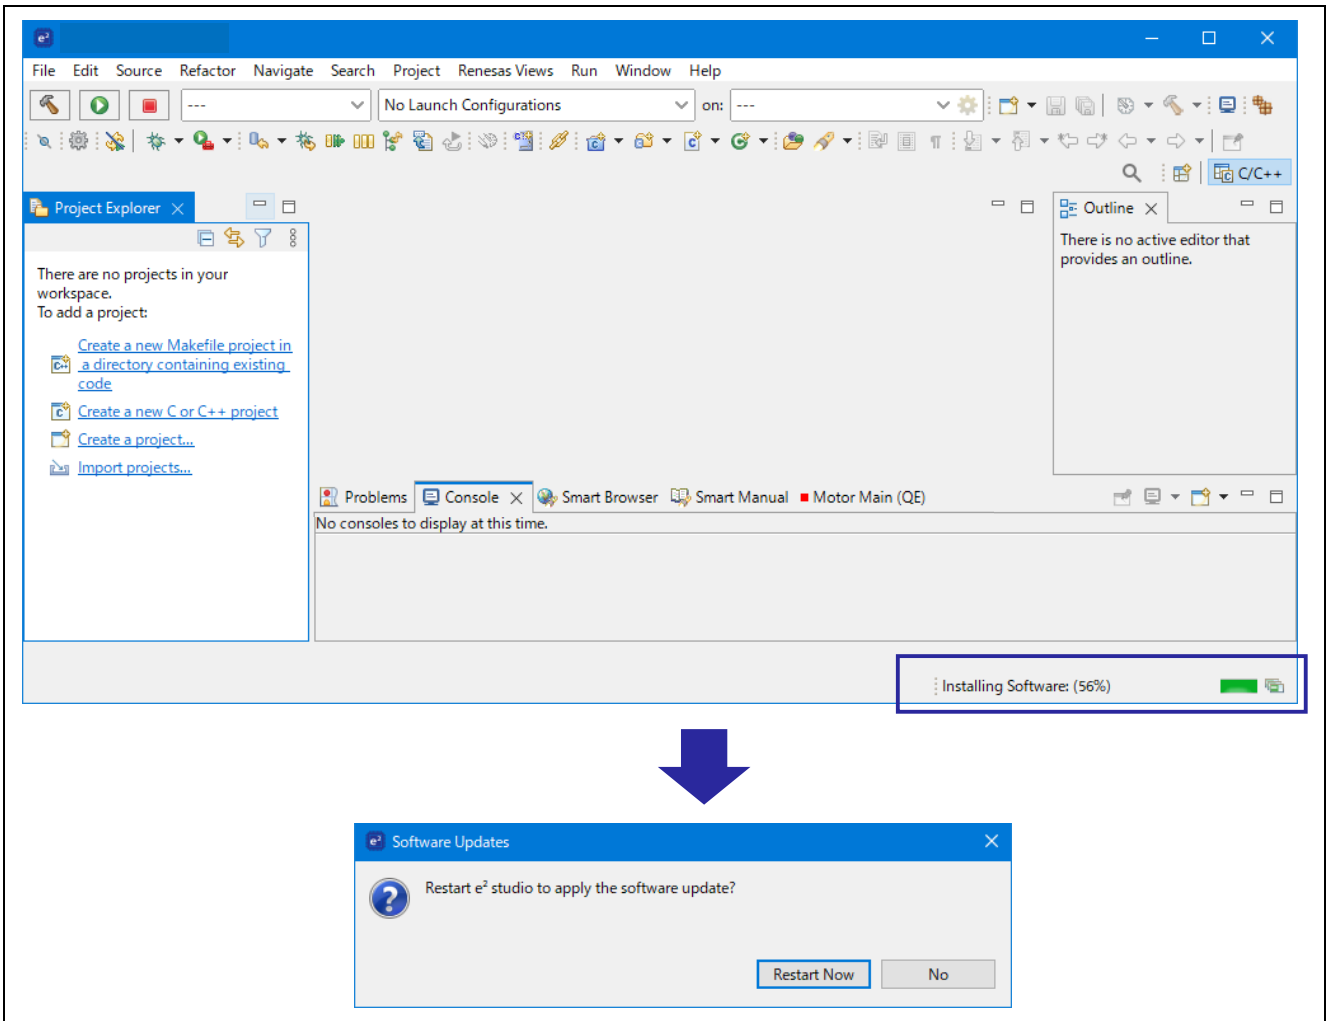 e²
File Edit Source Refactor Navigate Search Project Renesas Views Run Window Help
--- No Launch Configurations on: ---
C/C++
Project Explorer
Outline
There is no active editor that
provides an outline.
There are no projects in your
workspace.
To add a project:
Create a new Makefile project in
a directory containing existing
code
Create a new C or C++ project
Create a project...
Import projects...
Problems Console Smart Browser Smart Manual Motor Main (QE)
No consoles to display at this time.
Installing Software: (56%)
e² Software Updates
Restart e² studio to apply the software update?
Restart Now No